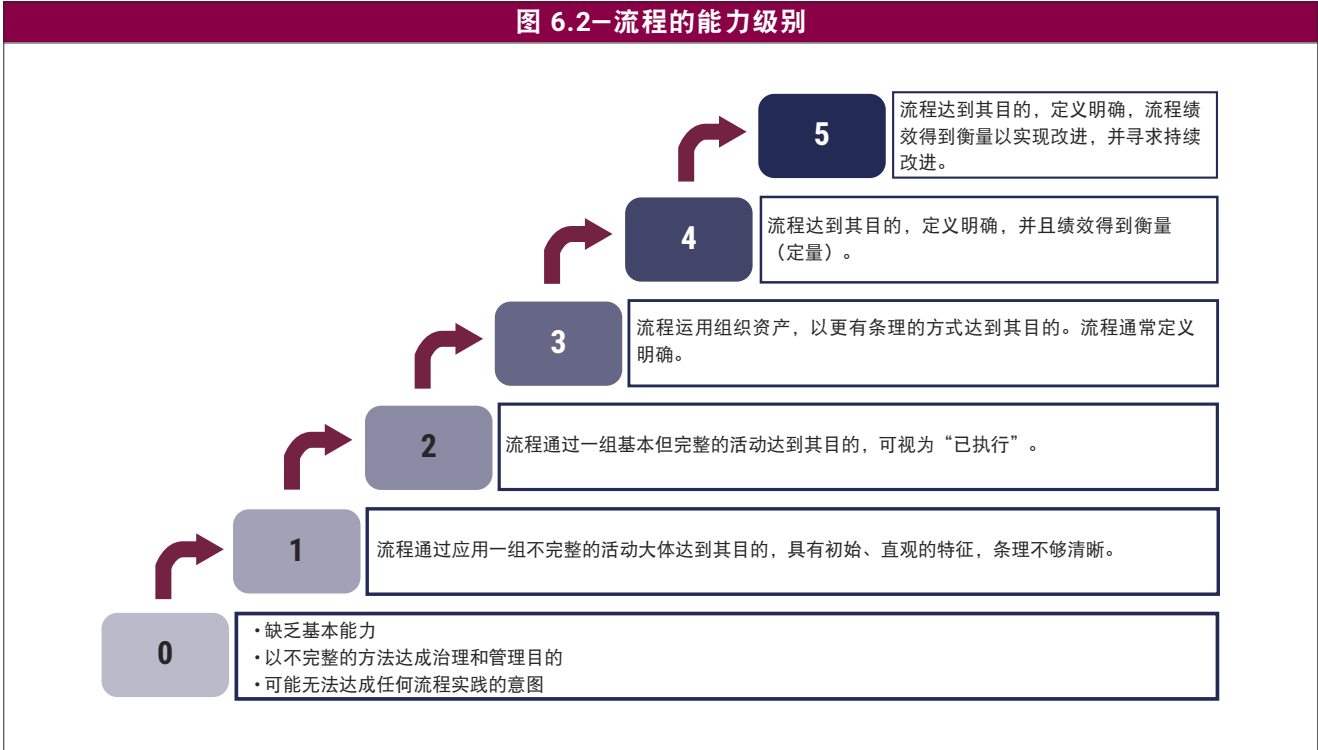 图 6.2—流程的能力级别
5
流程达到其目的，定义明确，流程绩
效得到衡量以实现改进，并寻求持续
改进。
4
流程达到其目的，定义明确，并且绩效得到衡量
（定量）。
3
流程运用组织资产，以更有条理的方式达到其目的。流程通常定义
明确。
2
流程通过一组基本但完整的活动达到其目的，可视为“已执行”。
1
流程通过应用一组不完整的活动大体达到其目的，具有初始、直观的特征，条理不够清晰。
0
•缺乏基本能力
•以不完整的方法达成治理和管理目的
•可能无法达成任何流程实践的意图